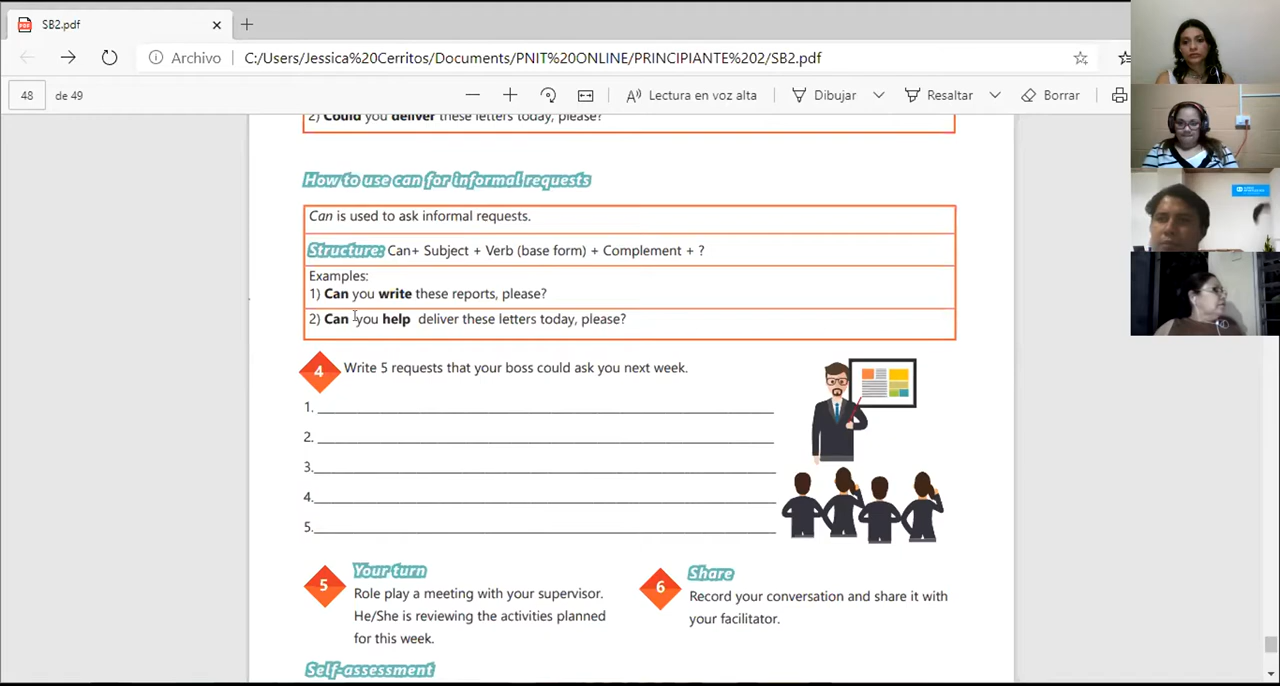 SB2.pdf
Archivo C:/Users/Jessica%20Cerritos/Documents/PNIT%20ONLINE/PRINCIPIANTE%202/SB2.pdf
48 de 49 Lectura en voz alta Dibujar Resaltar Borrar
2) Could you deliver these letters today, please?
How to use can for informal requests
Can is used to ask informal requests.
Structure: Can+ Subject + Verb (base form) + Complement + ?
Examples:
1) Can you write these reports, please?
2) Can you help deliver these letters today, please?
4 Write 5 requests that your boss could ask you next week.
1.
2.
3.
4.
5.
5 Your turn
Role play a meeting with your supervisor.
He/She is reviewing the activities planned
for this week.
6 Share
Record your conversation and share it with
your facilitator.
Self-assessment